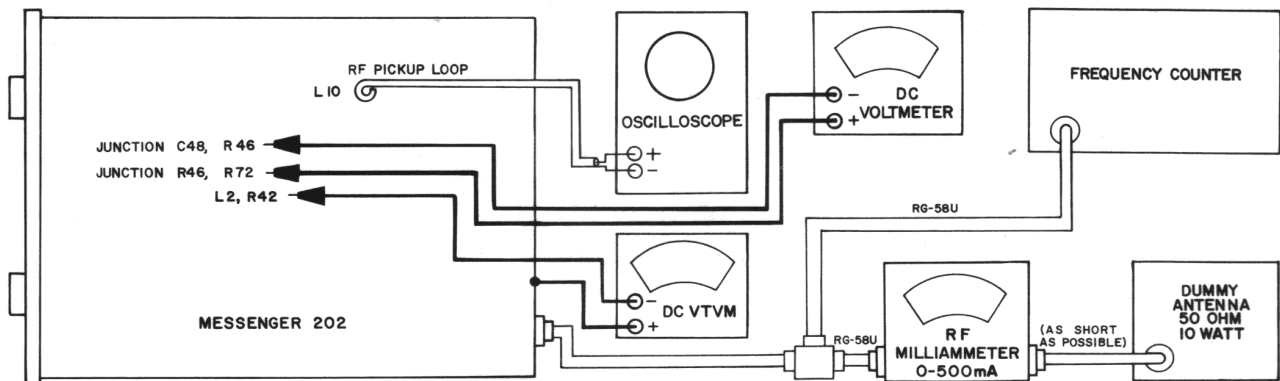 RF PICKUP LOOP
L10
JUNCTION C48, R46
JUNCTION R46, R72
L2, R42
MESSENGER 202
OSCILLOSCOPE
+
-
-
+
DC
VOLTMETER
FREQUENCY COUNTER
RG-58U
-
+
DC VTVM
RG-58U
RF
MILLIAMMETER
0-500mA
(AS SHORT
AS POSSIBLE)
DUMMY
ANTENNA
50 OHM
10 WATT